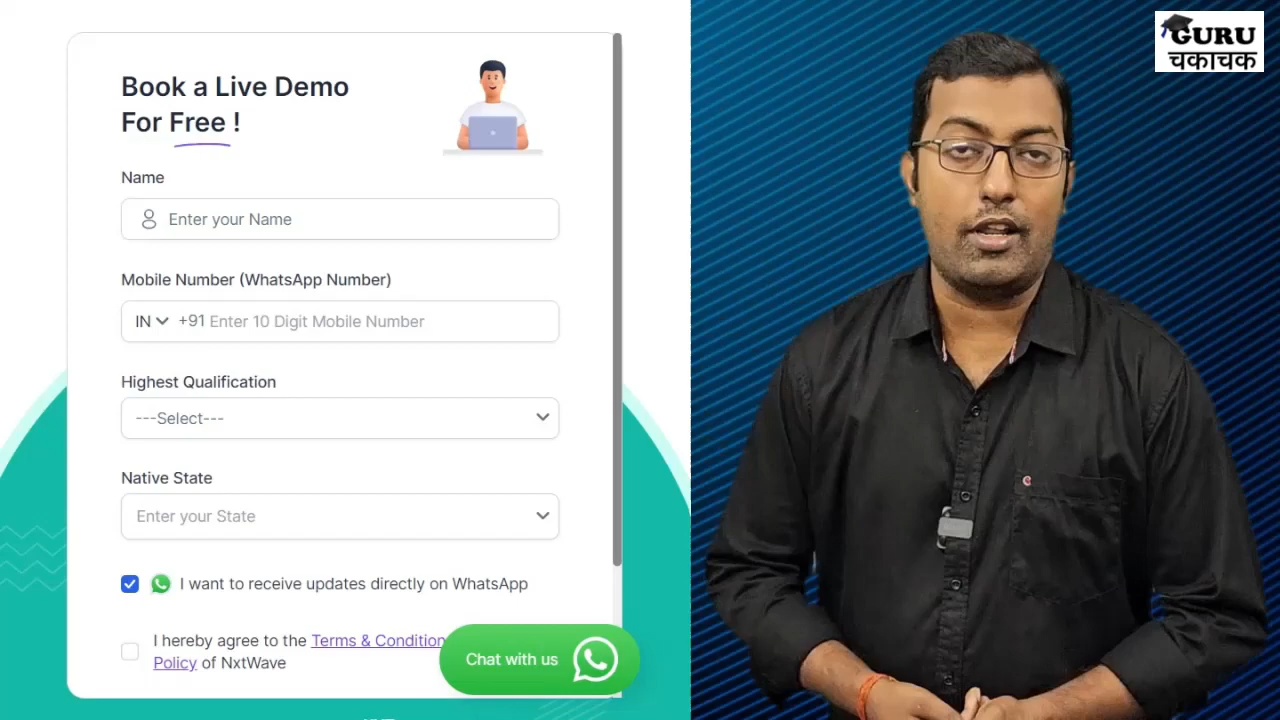 Book a Live Demo
For Free !
Name
Enter your Name
Mobile Number (WhatsApp Number)
IN +91 Enter 10 Digit Mobile Number
Highest Qualification
---Select---
Native State
Enter your State
I want to receive updates directly on WhatsApp
I hereby agree to the Terms & Condition
Policy of NxtWave
Chat with us
GURU
चकाचक